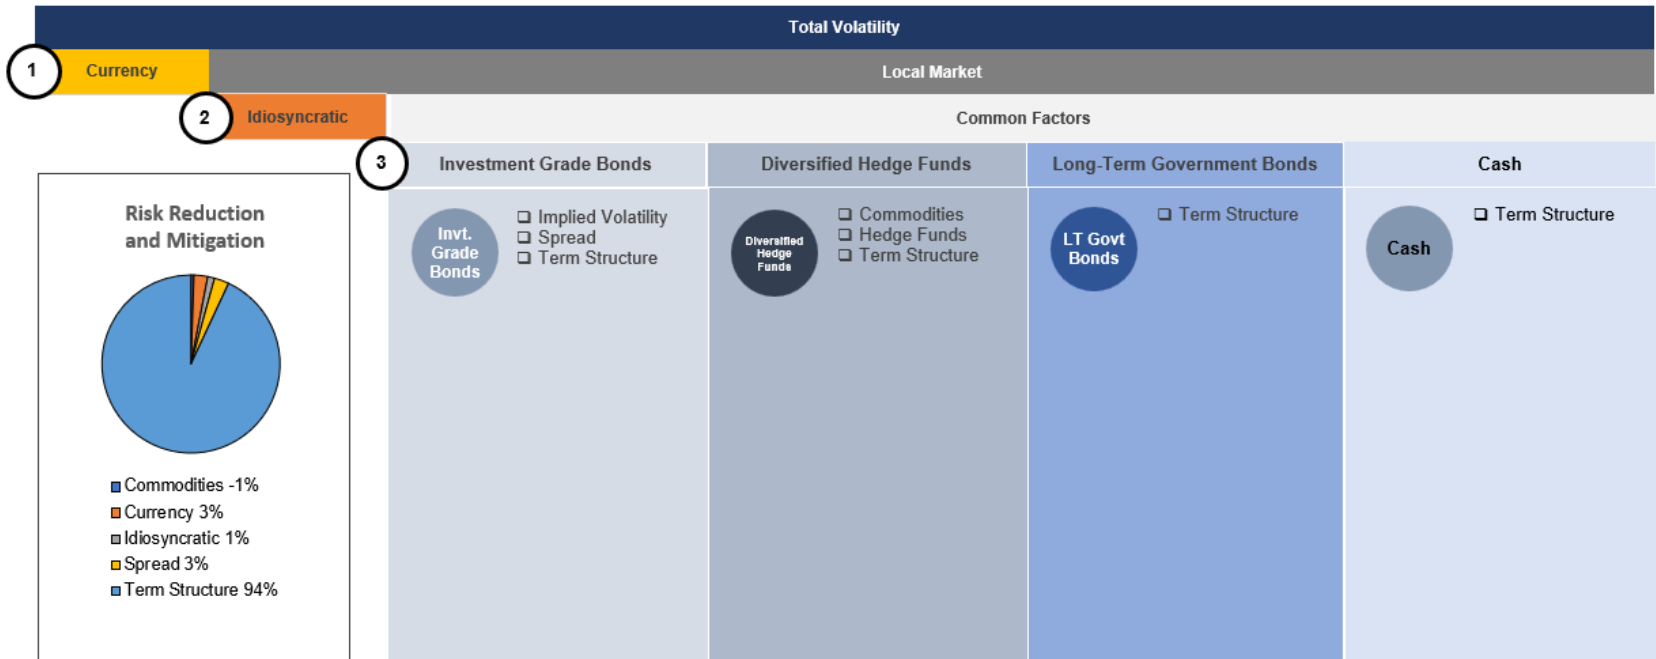 Total Volatility
1
Currency
Local Market
2
Idiosyncratic
Common Factors
3
Investment Grade Bonds
Diversified Hedge Funds
Long-Term Government Bonds
Cash
Risk Reduction
and Mitigation
Commodities -1%
Currency 3%
Idiosyncratic 1%
Spread 3%
Term Structure 94%
Invt.
Grade
Bonds
Implied Volatility
Spread
Term Structure
Diversified
Hedge
Funds
Commodities
Hedge Funds
Term Structure
LT Govt
Bonds
Term Structure
Cash
Term Structure